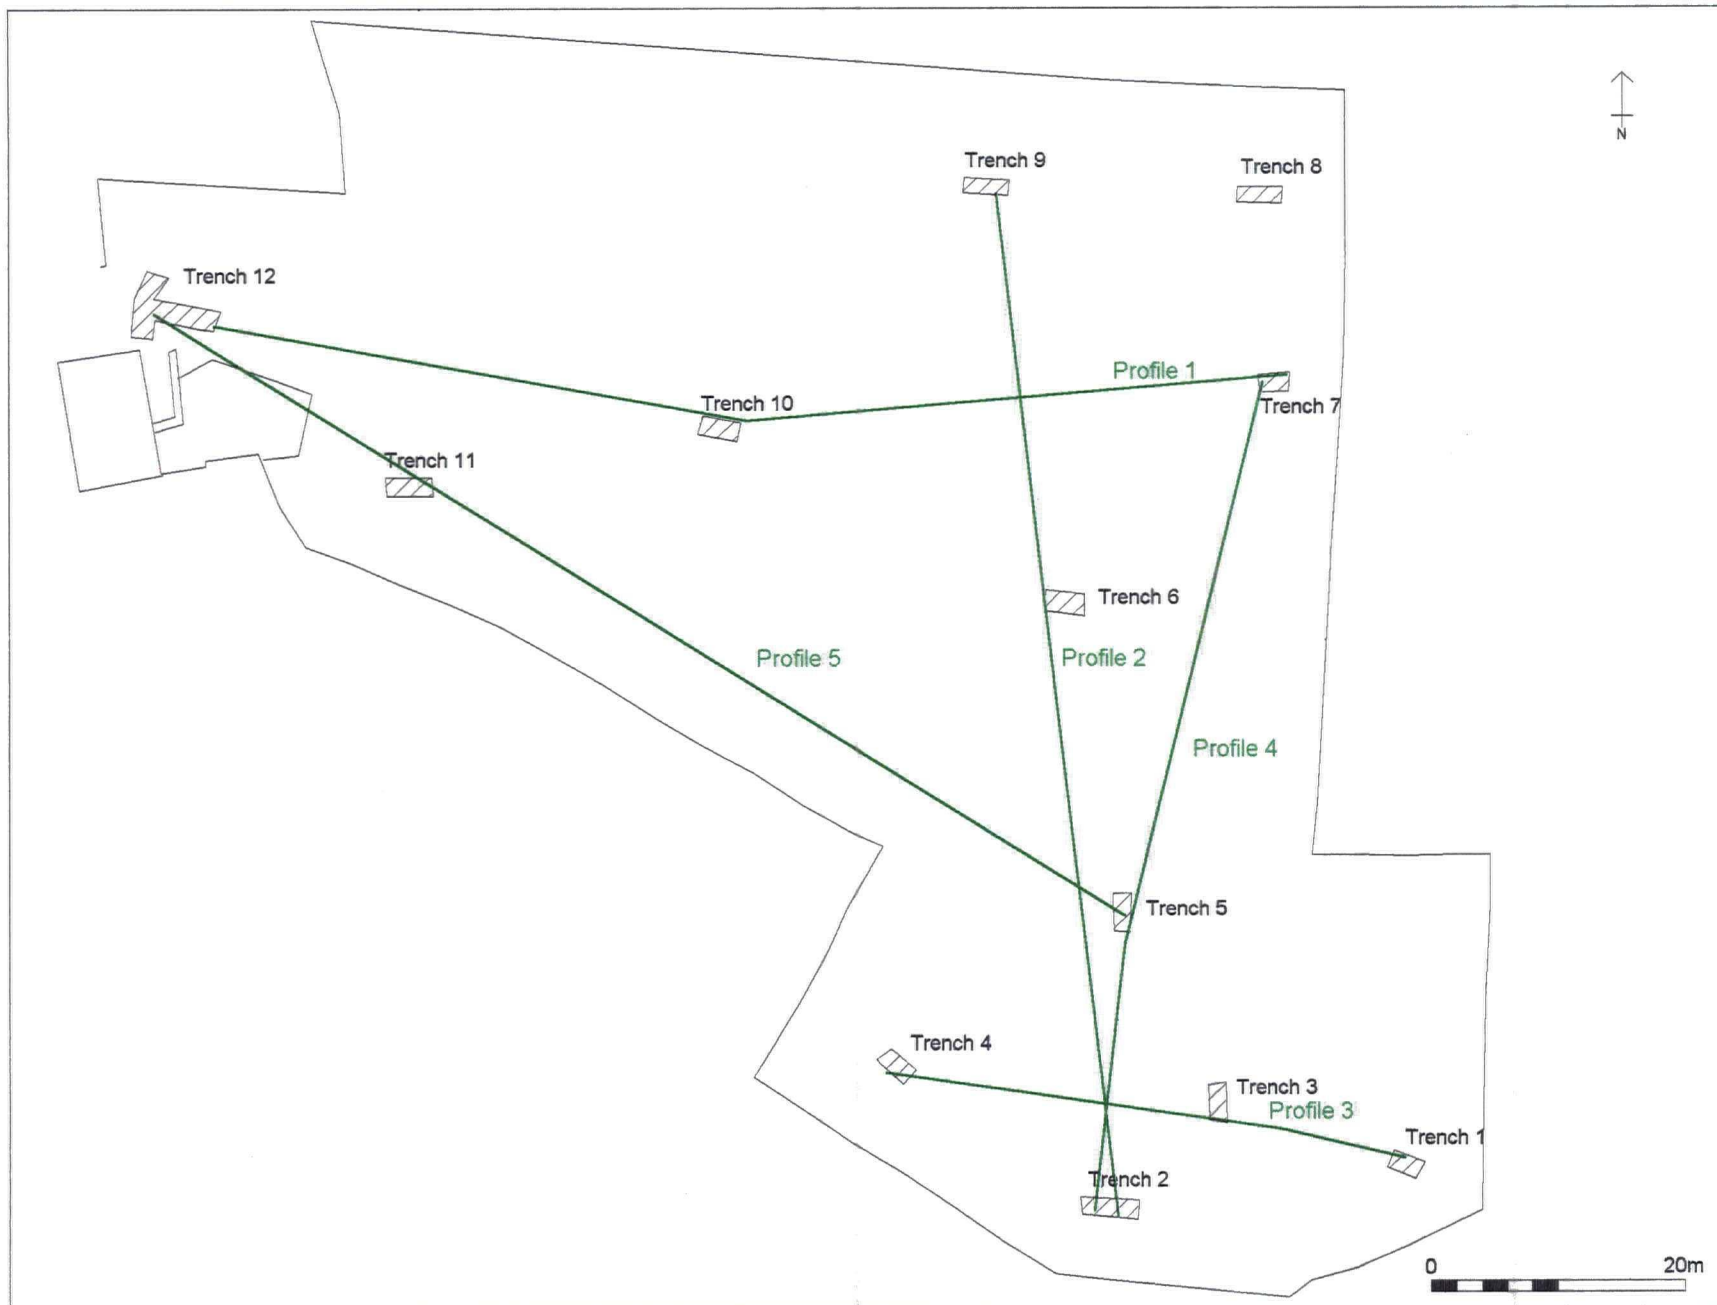 N
Trench 9
Trench 8
Trench 12
Profile 1
Trench 10
Trench 7
Trench 11
Trench 6
Profile 5
Profile 2
Profile 4
Trench 5
Trench 4
Trench 3
Profile 3
Trench 1
Trench 2
0 20m